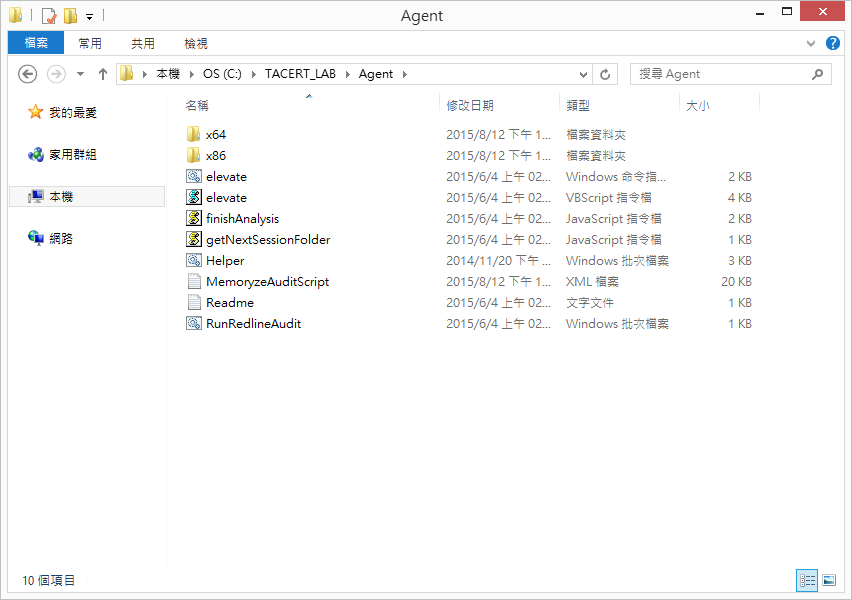 Agent
檔案 常用 共用 檢視
本機 OS (C:) TACERT_LAB Agent
搜尋 Agent
我的最愛
家用群組
本機
網路
名稱 修改日期 類型 大小
x64 2015/8/12 下午 1... 檔案資料夾
x86 2015/8/12 下午 1... 檔案資料夾
elevate 2015/6/4 上午 02... Windows 命令指... 2 KB
elevate 2015/6/4 上午 02... VBScript 指令檔 4 KB
finishAnalysis 2015/6/4 上午 02... JavaScript 指令檔 2 KB
getNextSessionFolder 2015/6/4 上午 02... JavaScript 指令檔 1 KB
Helper 2014/11/20 下午 ... Windows 批次檔案 3 KB
MemoryzeAuditScript 2015/8/12 下午 1... XML 檔案 20 KB
Readme 2015/6/4 上午 02... 文字文件 1 KB
RunRedlineAudit 2015/6/4 上午 02... Windows 批次檔案 1 KB
10 個項目